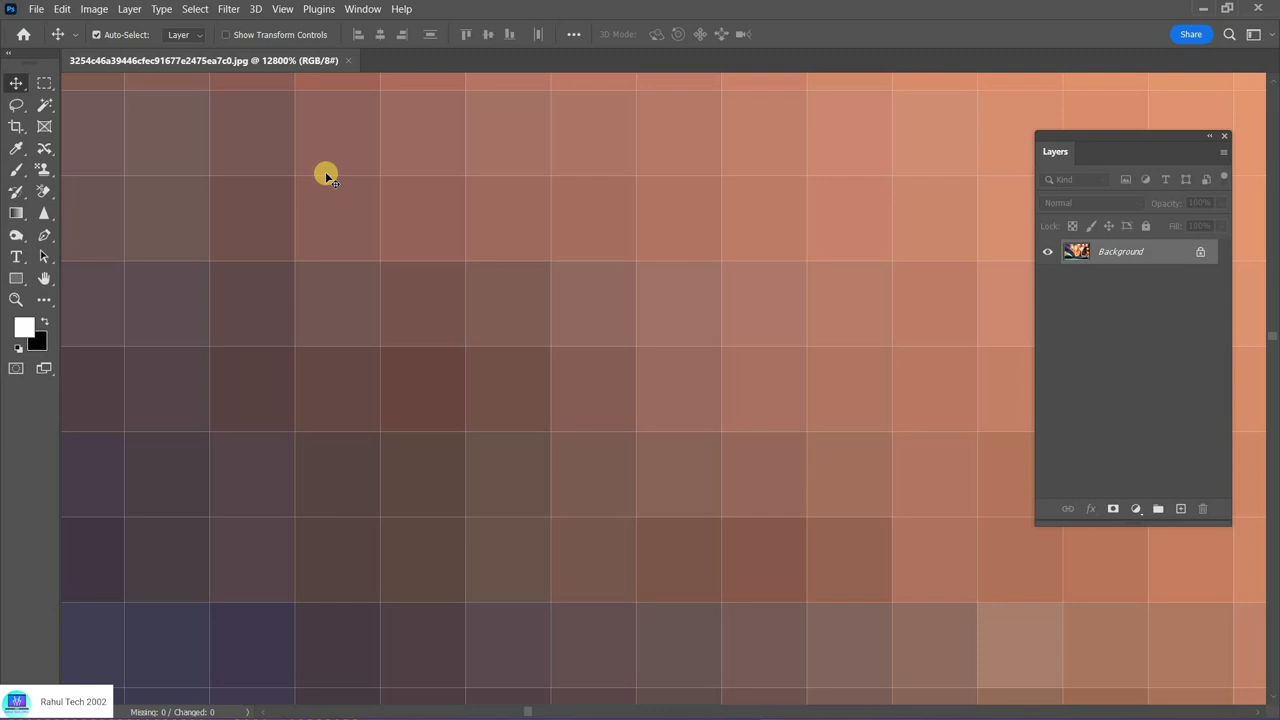 Ps File Edit Image Layer Type Select Filter 3D View Plugins Window Help
Auto-Select: Layer Show Transform Controls 3D Mode: Share
3254c46a39446cfec91677e2475ea7c0.jpg @ 12800% (RGB/8#)
Layers
Kind
Normal Opacity: 100%
Lock: Fill: 100%
Background
fx
Rahul Tech 2002
Missing: 0 / Changed: 0